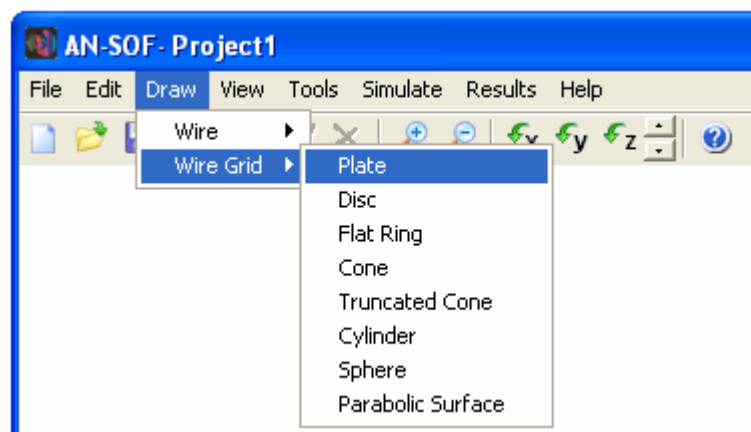 AN-SOF- Project1
File Edit Draw View Tools Simulate Results Help
x y z ?
Wire
Wire Grid
Plate
Disc
Flat Ring
Cone
Truncated Cone
Cylinder
Sphere
Parabolic Surface